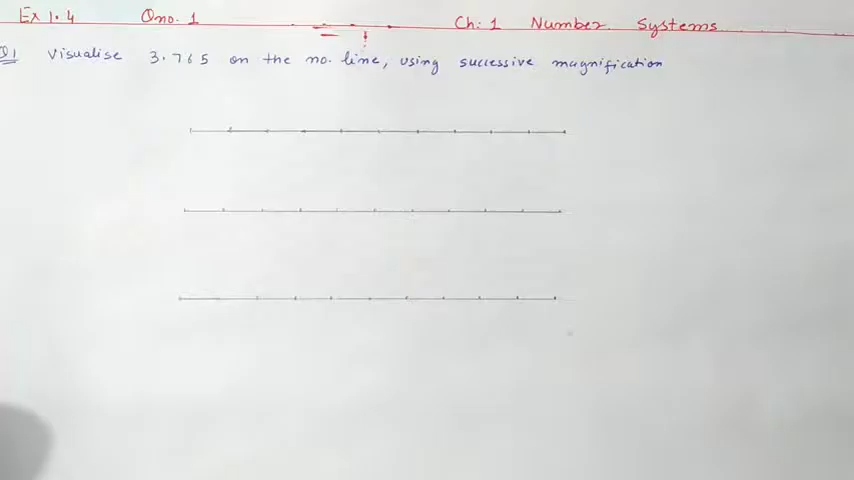 Ex 1.4 Qno. 1 Ch: 1 Number Systems
Q1 Visualise 3.765 on the no. line, using successive magnification